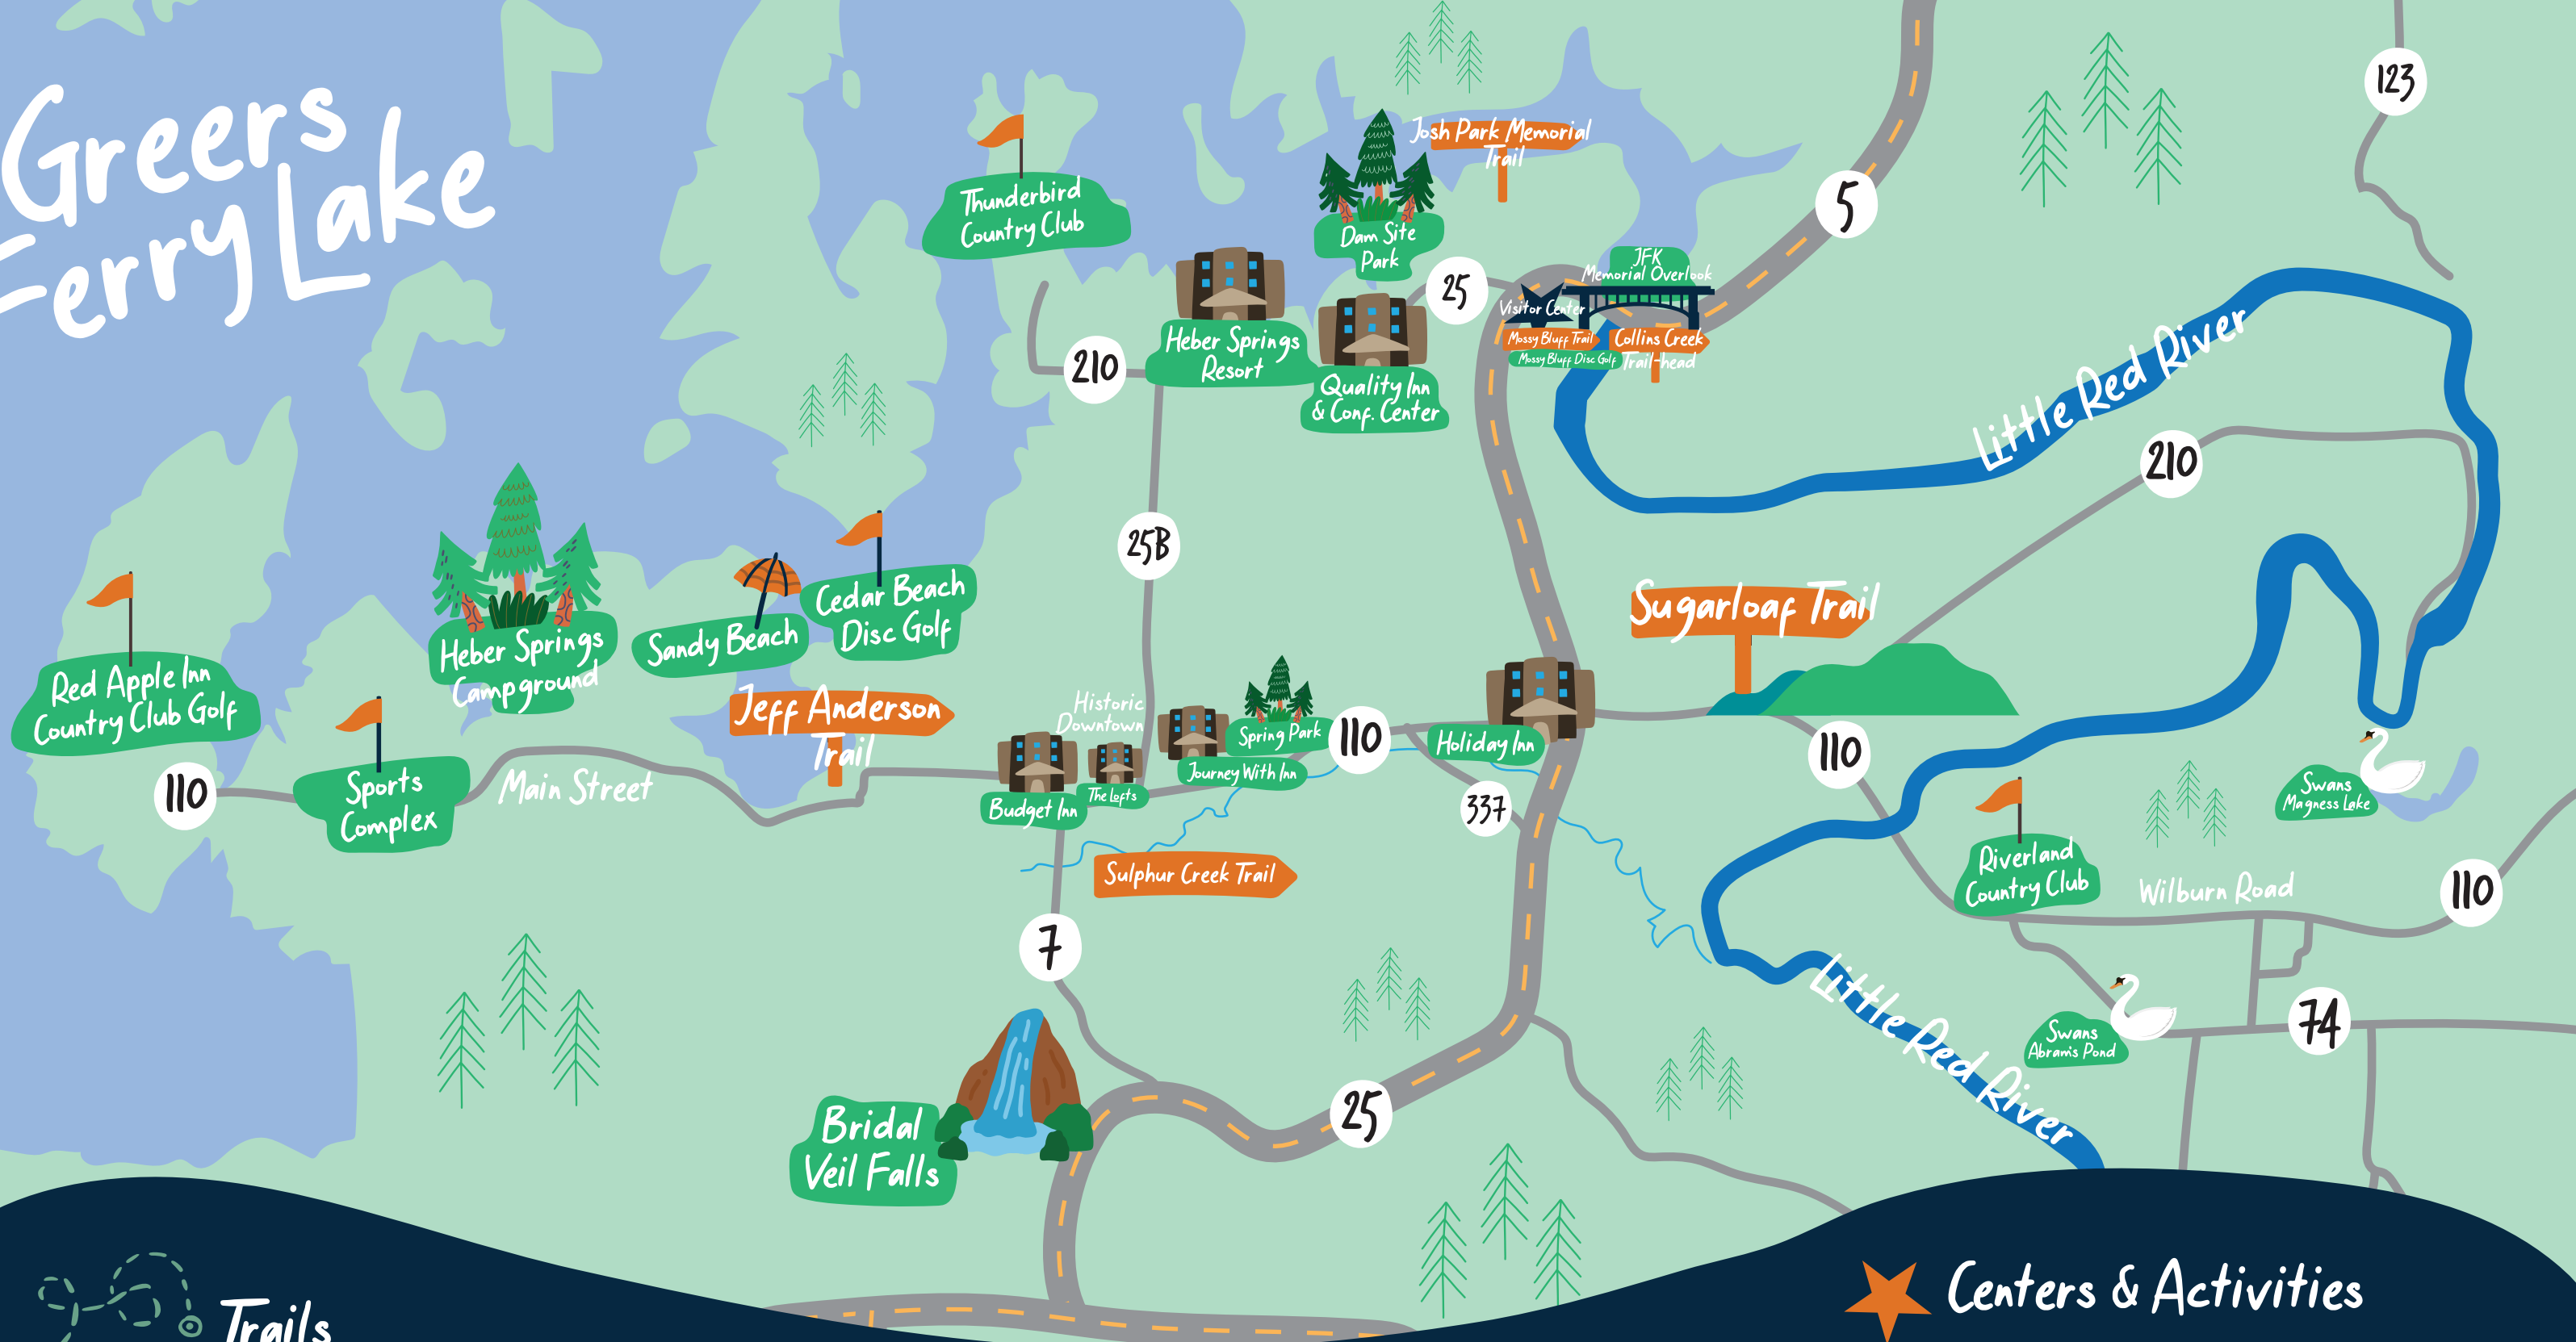 Greers
Ferry Lake
123
Josh Park Memorial
Trail
Thunderbird
Country Club
Dam Site
Park
5
JFK
Memorial Overlook
25
Visitor Center
Mossy Bluff Trail
Collins Creek
Trail-head
Mossy Bluff Disc Golf
Heber Springs
Resort
210
Quality Inn
& Conf. Center
Little Red River
210
25B
Cedar Beach
Disc Golf
Sandy Beach
Heber Springs
Campground
Red Apple Inn
Country Club Golf
Sugarloaf Trail
Jeff Anderson
Trail
Historic
Downtown
Spring Park
110
Holiday Inn
110
Journey With Inn
Budget Inn
The Lofts
110
Sports
Complex
Main Street
337
Swans
Magness Lake
Riverland
Country Club
Wilburn Road
110
Sulphur Creek Trail
7
Little Red River
Swans
Abram's Pond
74
25
Bridal
Veil Falls
Trails
Centers & Activities